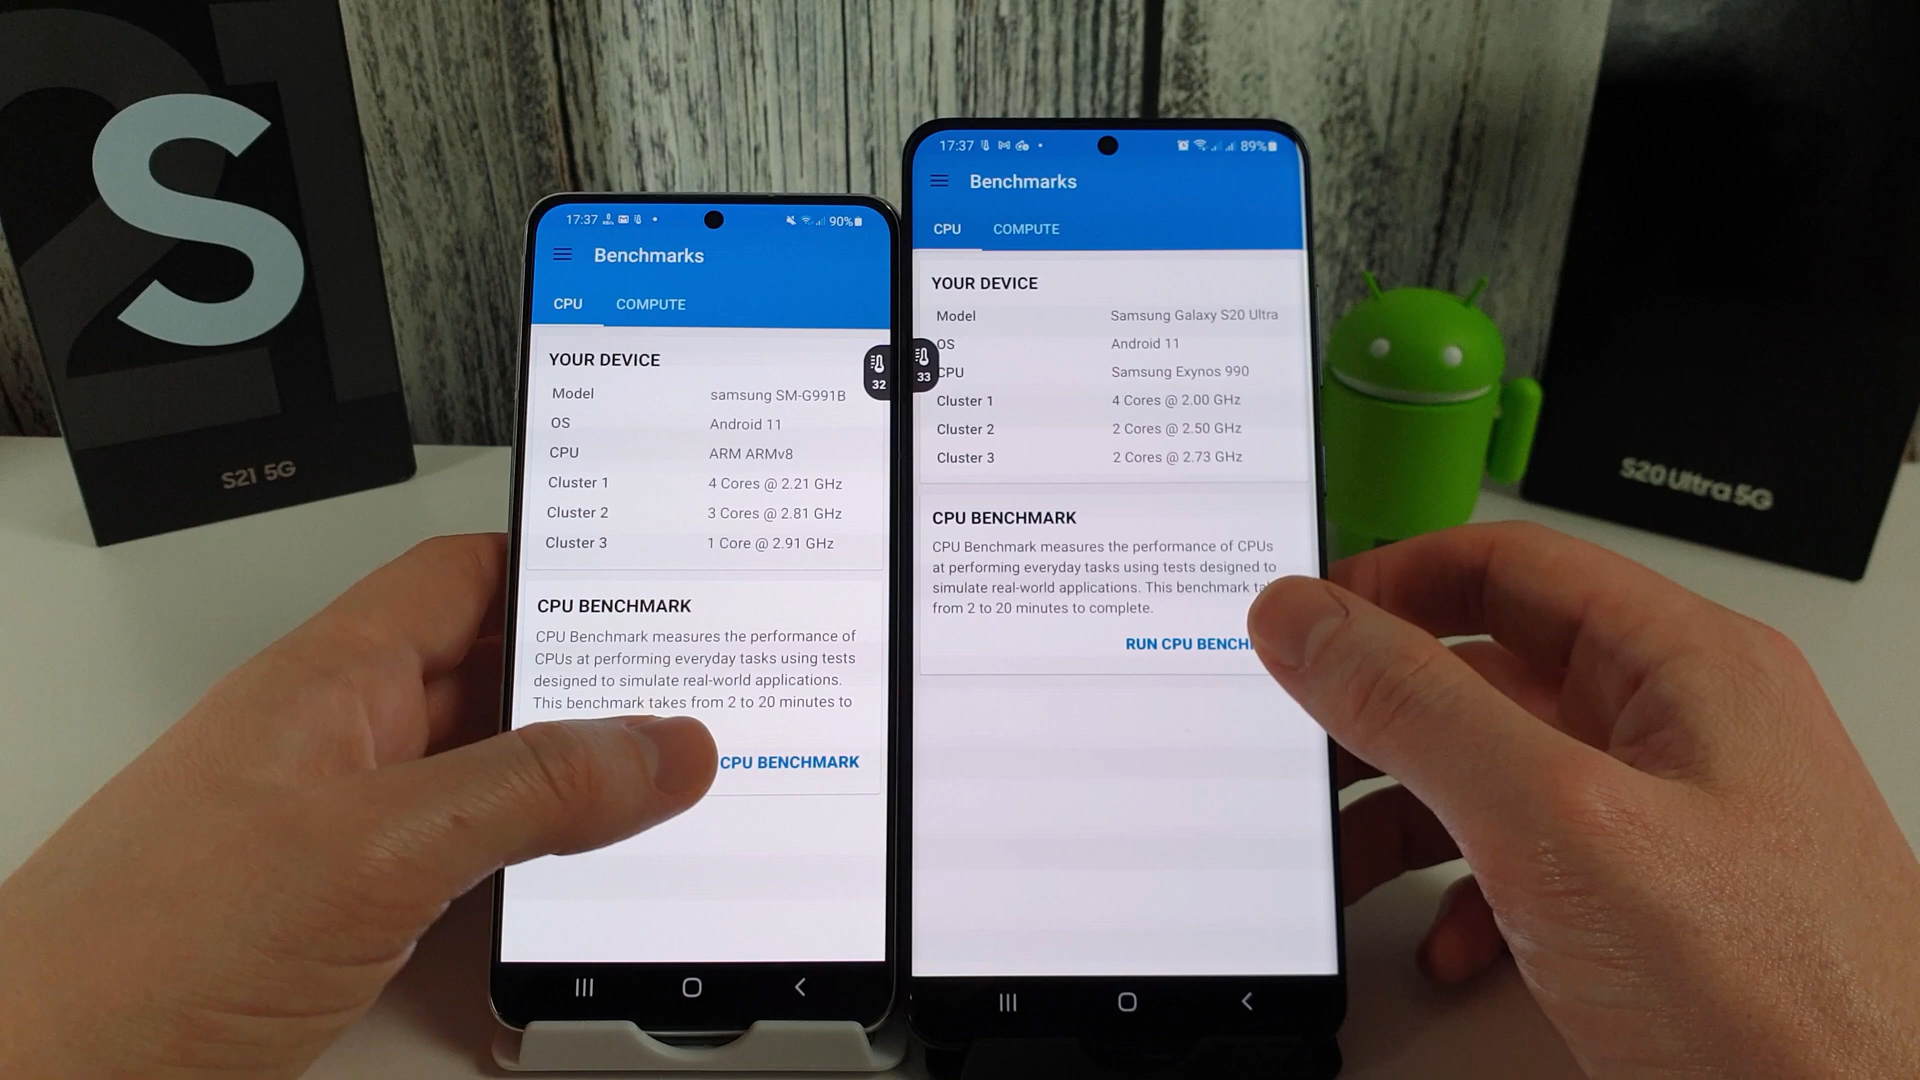 21
S
S21 5G
17:37
90%
Benchmarks
CPU COMPUTE
YOUR DEVICE
Model samsung SM-G991B
OS Android 11
CPU ARM ARMv8
Cluster 1 4 Cores @ 2.21 GHz
Cluster 2 3 Cores @ 2.81 GHz
Cluster 3 1 Core @ 2.91 GHz
32
CPU BENCHMARK
CPU Benchmark measures the performance of
CPUs at performing everyday tasks using tests
designed to simulate real-world applications.
This benchmark takes from 2 to 20 minutes to
CPU BENCHMARK
17:37
89%
Benchmarks
CPU COMPUTE
YOUR DEVICE
Model Samsung Galaxy S20 Ultra
OS Android 11
CPU Samsung Exynos 990
Cluster 1 4 Cores @ 2.00 GHz
Cluster 2 2 Cores @ 2.50 GHz
Cluster 3 2 Cores @ 2.73 GHz
33
CPU BENCHMARK
CPU Benchmark measures the performance of CPUs
at performing everyday tasks using tests designed to
simulate real-world applications. This benchmark
from 2 to 20 minutes to complete.
RUN CPU
S20 Ultra 5G